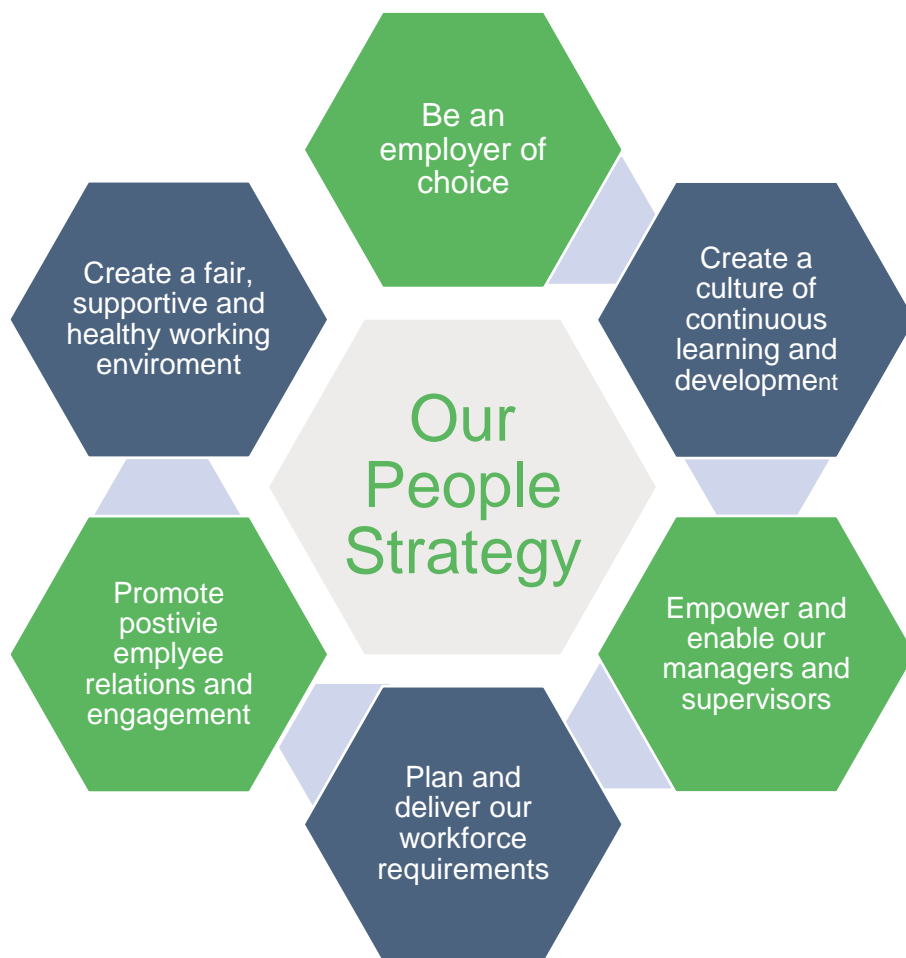 Be an
employer of
choice
Create a
culture of
continuous
learning and
development
Empower and
enable our
managers and
supervisors
Plan and
deliver our
workforce
requirements
Promote
postivie
emplyee
relations and
engagement
Create a fair,
supportive and
healthy working
enviroment
Our
People
Strategy